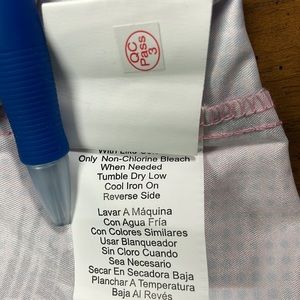 QC
Pass
3
With Like
Only Non-Chlorine Bleach
When Needed
Tumble Dry Low
Cool Iron On
Reverse Side
Lavar A Máquina
Con Agua Fría
Con Colores Similares
Usar Blanqueador
Sin Cloro Cuando
Sea Necesario
Secar En Secadora Baja
Planchar A Temperatura
Baja Al Revés